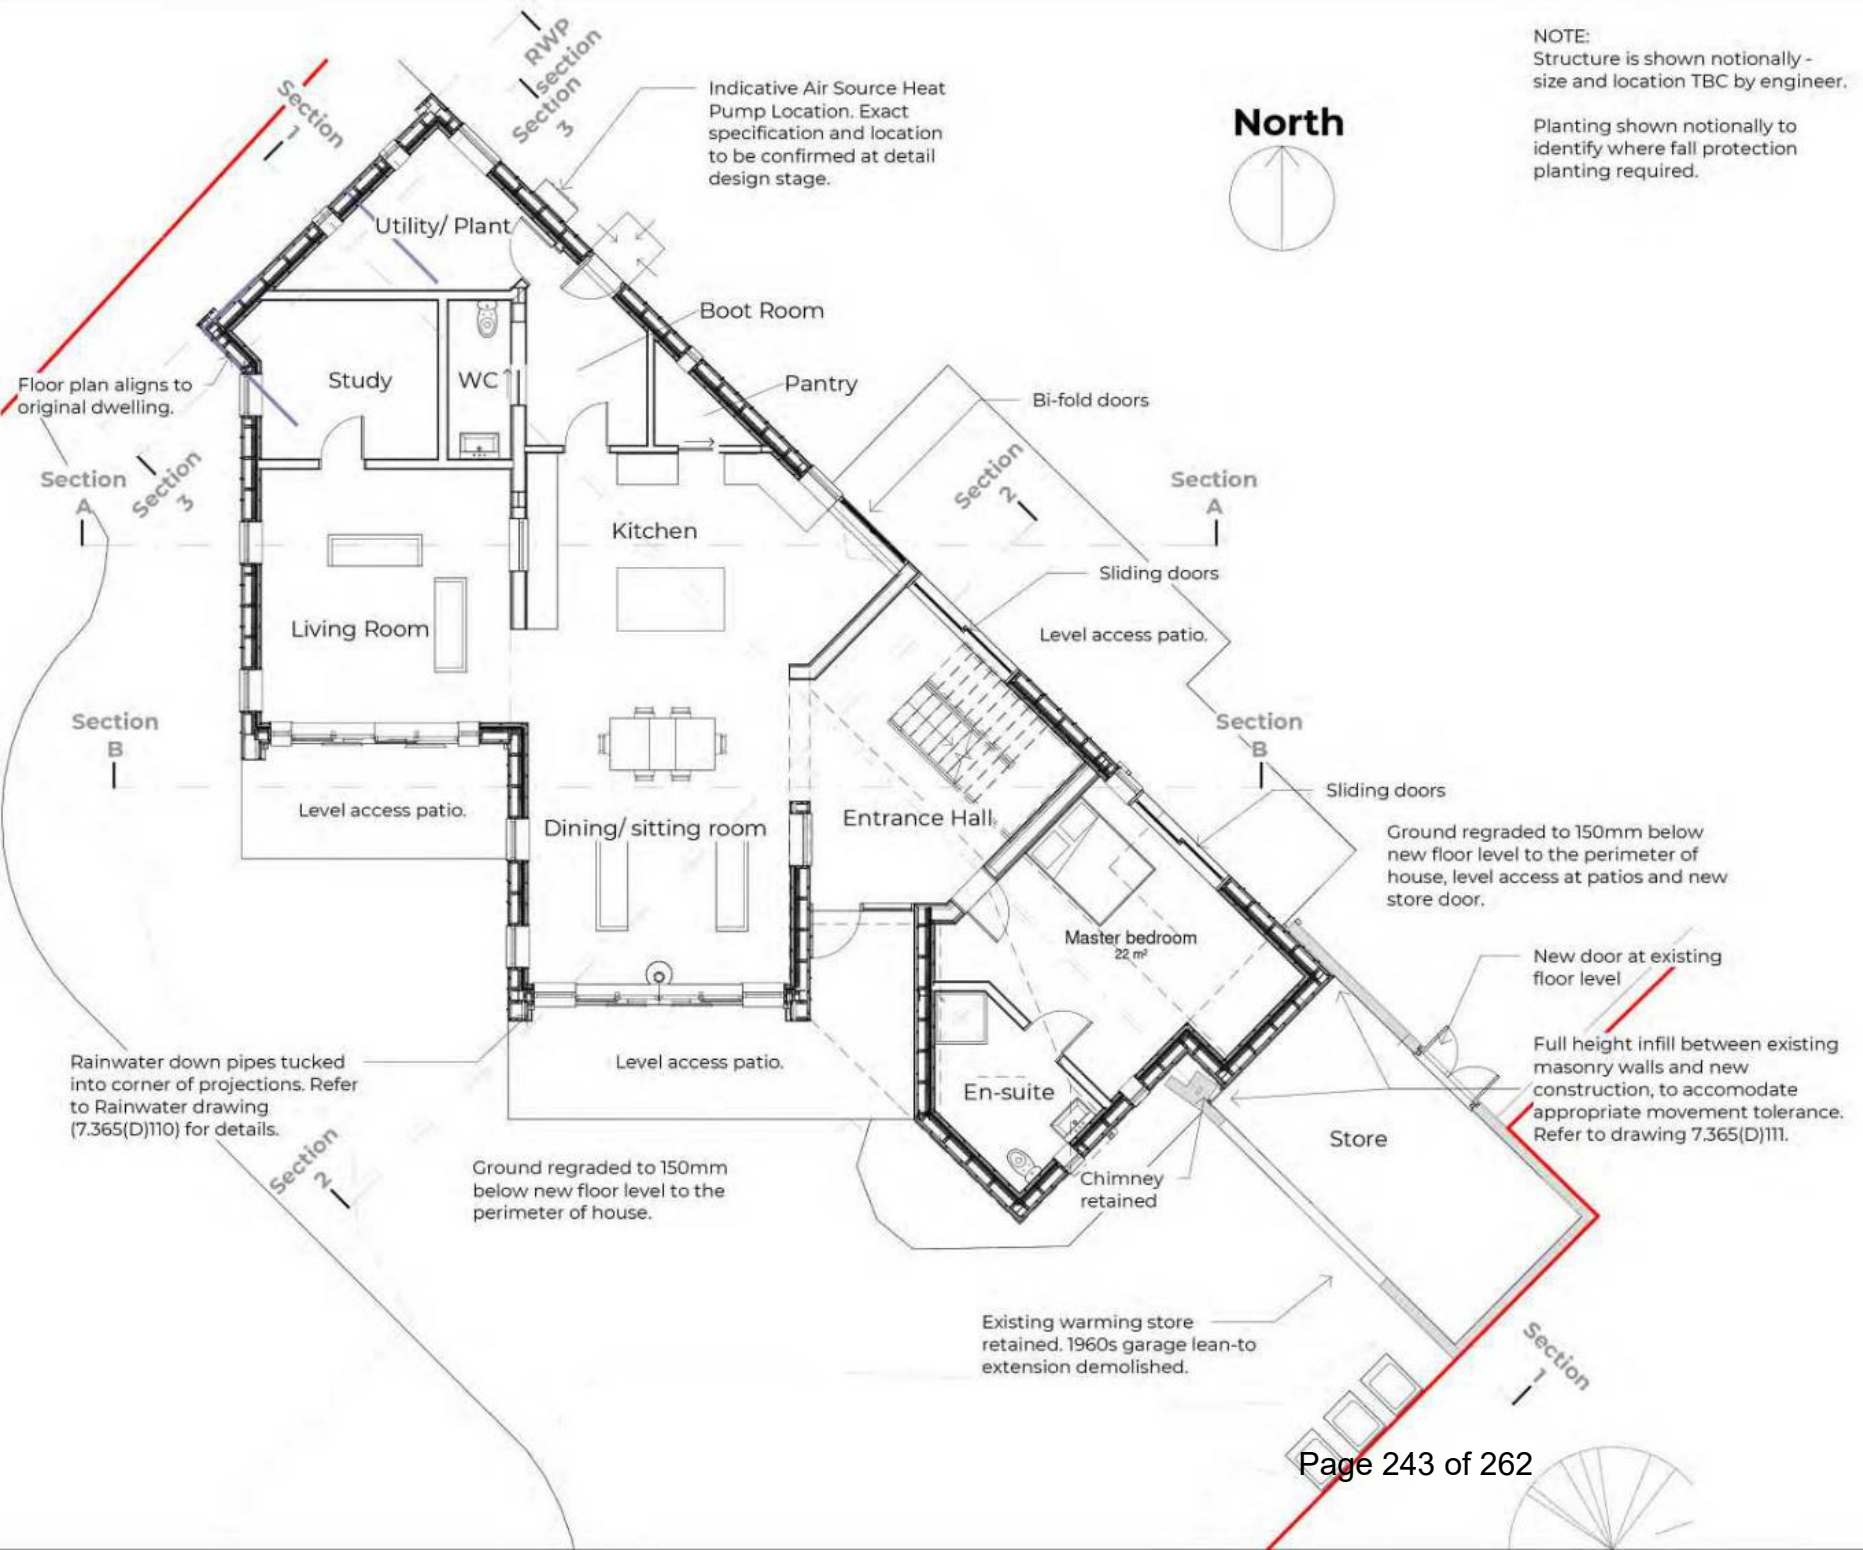 NOTE:
Structure is shown notionally -
size and location TBC by engineer.
Planting shown notionally to
identify where fall protection
planting required.
North
RWP
section
Section
3
Section
1
Indicative Air Source Heat
Pump Location. Exact
specification and location
to be confirmed at detail
design stage.
Utility/ Plant
Boot Room
Study
WC
Pantry
Floor plan aligns to
original dwelling.
Bi-fold doors
Section
A
Section
3
Section
2
Section
A
Kitchen
Sliding doors
Living Room
Level access patio.
Section
B
Section
B
Sliding doors
Level access patio.
Dining/ sitting room
Entrance Hall
Ground regraded to 150mm below
new floor level to the perimeter of
house, level access at patios and new
store door.
Master bedroom
22 m²
New door at existing
floor level
Rainwater down pipes tucked
into corner of projections. Refer
to Rainwater drawing
(7.365(D)110) for details.
Level access patio.
En-suite
Full height infill between existing
masonry walls and new
construction, to accomodate
appropriate movement tolerance.
Refer to drawing 7.365(D)111.
Store
Section
2
Ground regraded to 150mm
below new floor level to the
perimeter of house.
Chimney
retained
Existing warming store
retained. 1960s garage lean-to
extension demolished.
Section
1
Page 243 of 262